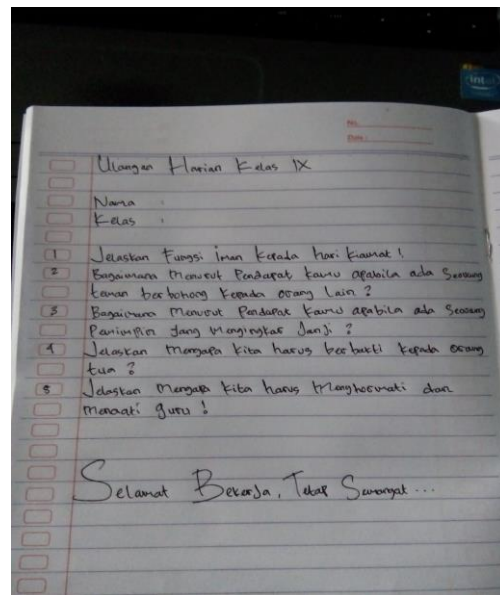 intel
No.
Date :
Ulangan Harian Kelas IX
Nama :
Kelas :
1 Jelaskan Fungsi iman Kepada Hari Kiamat !
2 Bagaimana Menurut Pendapat kamu apabila ada Seorang
teman berbohong Kepada orang lain ?
3 Bagaimana Menurut Pendapat kamu apabila ada Seorang
Pemimpin yang Mengingkar Janji ?
4 Jelaskan Mengapa kita harus berbakti kepada orang
tua ?
5 Jelaskan Mengapa kita harus Menghormati dan
Menaati guru !
Selamat Bekerja, Tetap Semangat ...